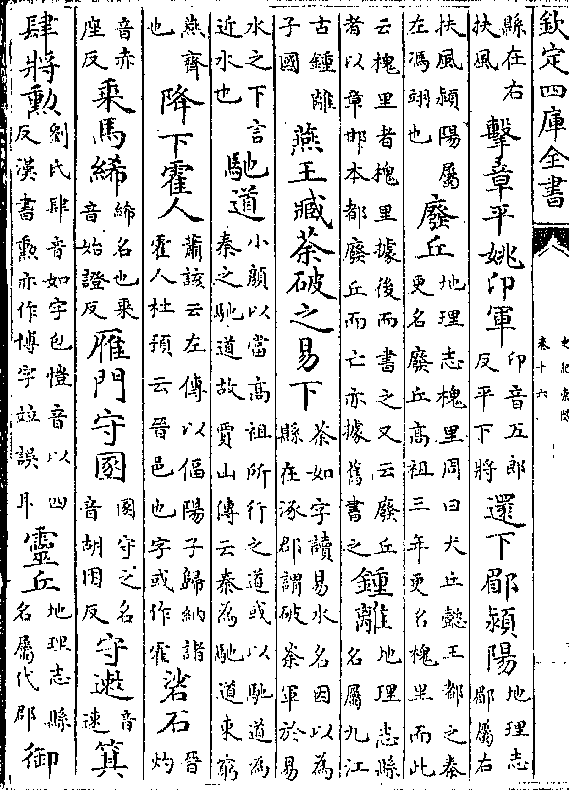 欽定四庫全書
史記索隱
卷十六
縣在右扶風擊章平姚卬軍卬音五郎反平下將還下郿潁陽地理志郿屬右
扶風潁陽屬左馮翊也廢丘地理志槐里周曰犬丘懿王都之秦更名廢丘高祖三年更名槐里而此
云槐里者槐里據後而書之又云廢丘者以章邯本都廢丘而亡亦據舊書之鍾離地理志縣名屬九江
古鍾離子國燕王臧荼破之易下荼如字讀易水名因以為縣在涿郡謂破荼軍於易
水之下言近水也馳道小顏以當高祖所行之道或以馳道為秦之馳道故賈山傳云秦為馳道東窮
燕齊也降下霍人蕭該云左傳以偪陽子歸納諸霍人杜預云晉邑也字或作霍硰石晉灼
音赤座反乘馬絺絺名也乘音始證反雁門守圂圂守之名音胡困反守遬音速箕
肆將勲劉氏肆音如字包愷音以四反漢書勲亦作博字竝誤耳靈丘地理志縣名屬代郡御